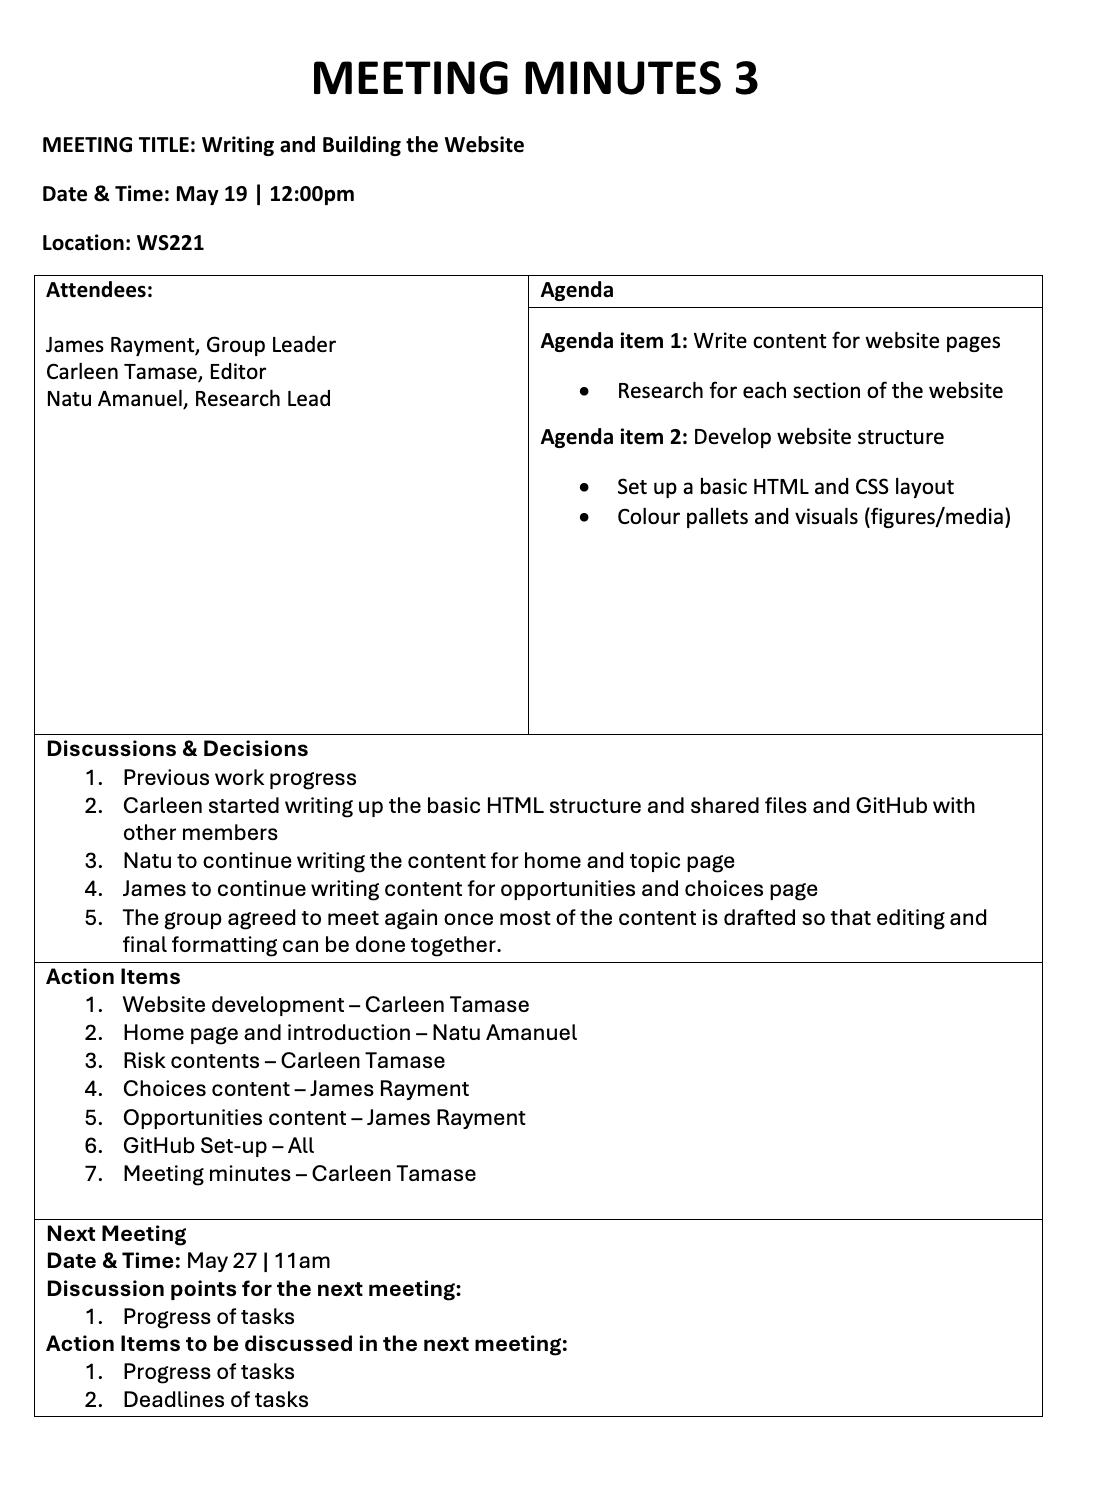 MEETING MINUTES 3
MEETING TITLE: Writing and Building the Website
Date & Time: May 19 | 12:00pm
Location: WS221
Attendees:
James Rayment, Group Leader
Carleen Tamase, Editor
Natu Amanuel, Research Lead
Agenda
Agenda item 1: Write content for website pages
• Research for each section of the website
Agenda item 2: Develop website structure
• Set up a basic HTML and CSS layout
• Colour pallets and visuals (figures/media)
Discussions & Decisions
1. Previous work progress
2. Carleen started writing up the basic HTML structure and shared files and GitHub with
other members
3. Natu to continue writing the content for home and topic page
4. James to continue writing content for opportunities and choices page
5. The group agreed to meet again once most of the content is drafted so that editing and
final formatting can be done together.
Action Items
1. Website development – Carleen Tamase
2. Home page and introduction – Natu Amanuel
3. Risk contents – Carleen Tamase
4. Choices content – James Rayment
5. Opportunities content – James Rayment
6. GitHub Set-up – All
7. Meeting minutes – Carleen Tamase
Next Meeting
Date & Time: May 27 | 11am
Discussion points for the next meeting:
1. Progress of tasks
Action Items to be discussed in the next meeting:
1. Progress of tasks
2. Deadlines of tasks